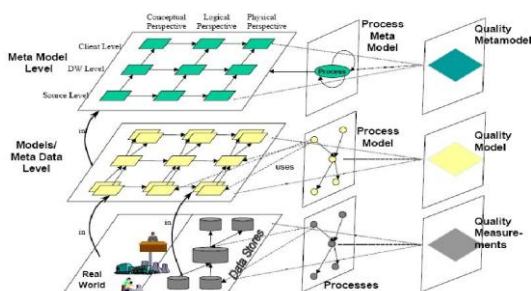 Conceptual Perspective
Logical Perspective
Physical Perspective
Client Level
DW Level
Source Level
Meta Model
Level
Process
Meta
Model
Process
Quality
Metamodel
in
Models/
Meta Data
Level
uses
Process
Model
Quality
Model
in
in
Real
World
Data Stores
Processes
Quality
Measure-
ments